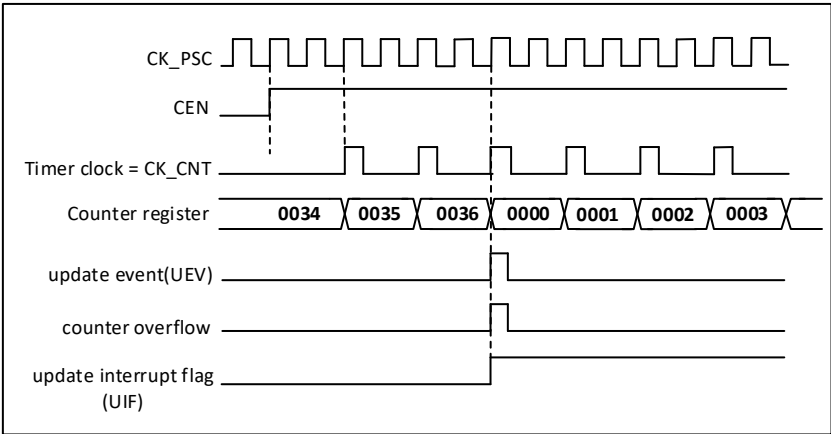 CK_PSC
CEN
Timer clock = CK_CNT
Counter register 0034 0035 0036 0000 0001 0002 0003
update event(UEV)
counter overflow
update interrupt flag
(UIF)